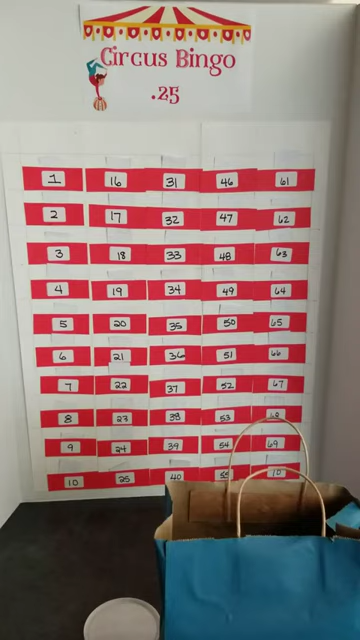 Circus Bingo
.25
1 16 31 46 61
2 17 32 47 62
3 18 33 48 63
4 19 34 49 64
5 20 35 50 65
6 21 36 51 66
7 22 37 52 67
8 23 38 53 68
9 24 39 54 69
10 25 40 55 70